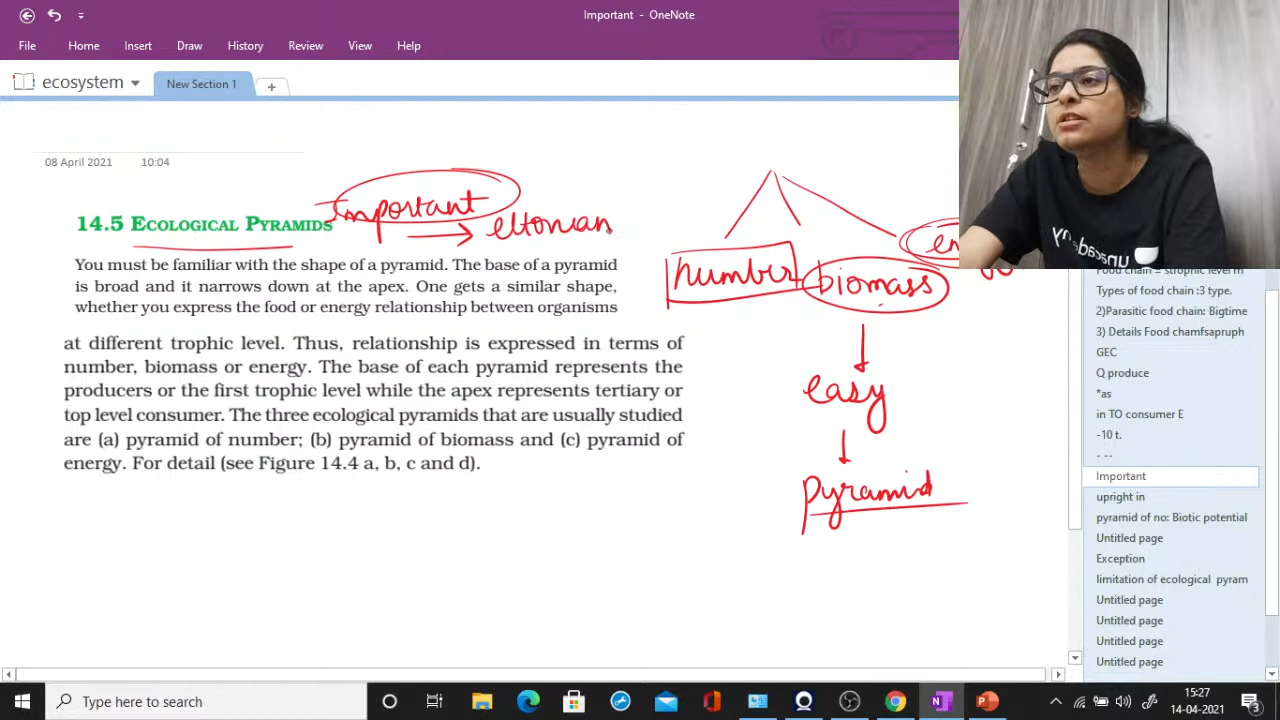 Important - OneNote
File Home Insert Draw History Review View Help
ecosystem New Section 1
08 April 2021 10:04
14.5 ECOLOGICAL PYRAMIDS
Important
eltonian
You must be familiar with the shape of a pyramid. The base of a pyramid
is broad and it narrows down at the apex. One gets a similar shape,
whether you express the food or energy relationship between organisms
at different trophic level. Thus, relationship is expressed in terms of
number, biomass or energy. The base of each pyramid represents the
producers or the first trophic level while the apex represents tertiary or
top level consumer. The three ecological pyramids that are usually studied
are (a) pyramid of number; (b) pyramid of biomass and (c) pyramid of
energy. For detail (see Figure 14.4 a, b, c and d).
number biomass en
easy
pyramid
unacademy
Food chain = strophic level m
Types of food chain :3 type.
2)Parasitic food chain: Bigtime
3) Details Food chamfsapruph
GEC
Q produce
*as
in TO consumer E
-10 t.
- --
Important
upright in
pyramid of no: Biotic potential
Untitled page
Exception
limitation of ecological pyram
Untitled page
Untitled page
Untitled page
Untitled page
Type here to search
15:27
14-04-2021
3